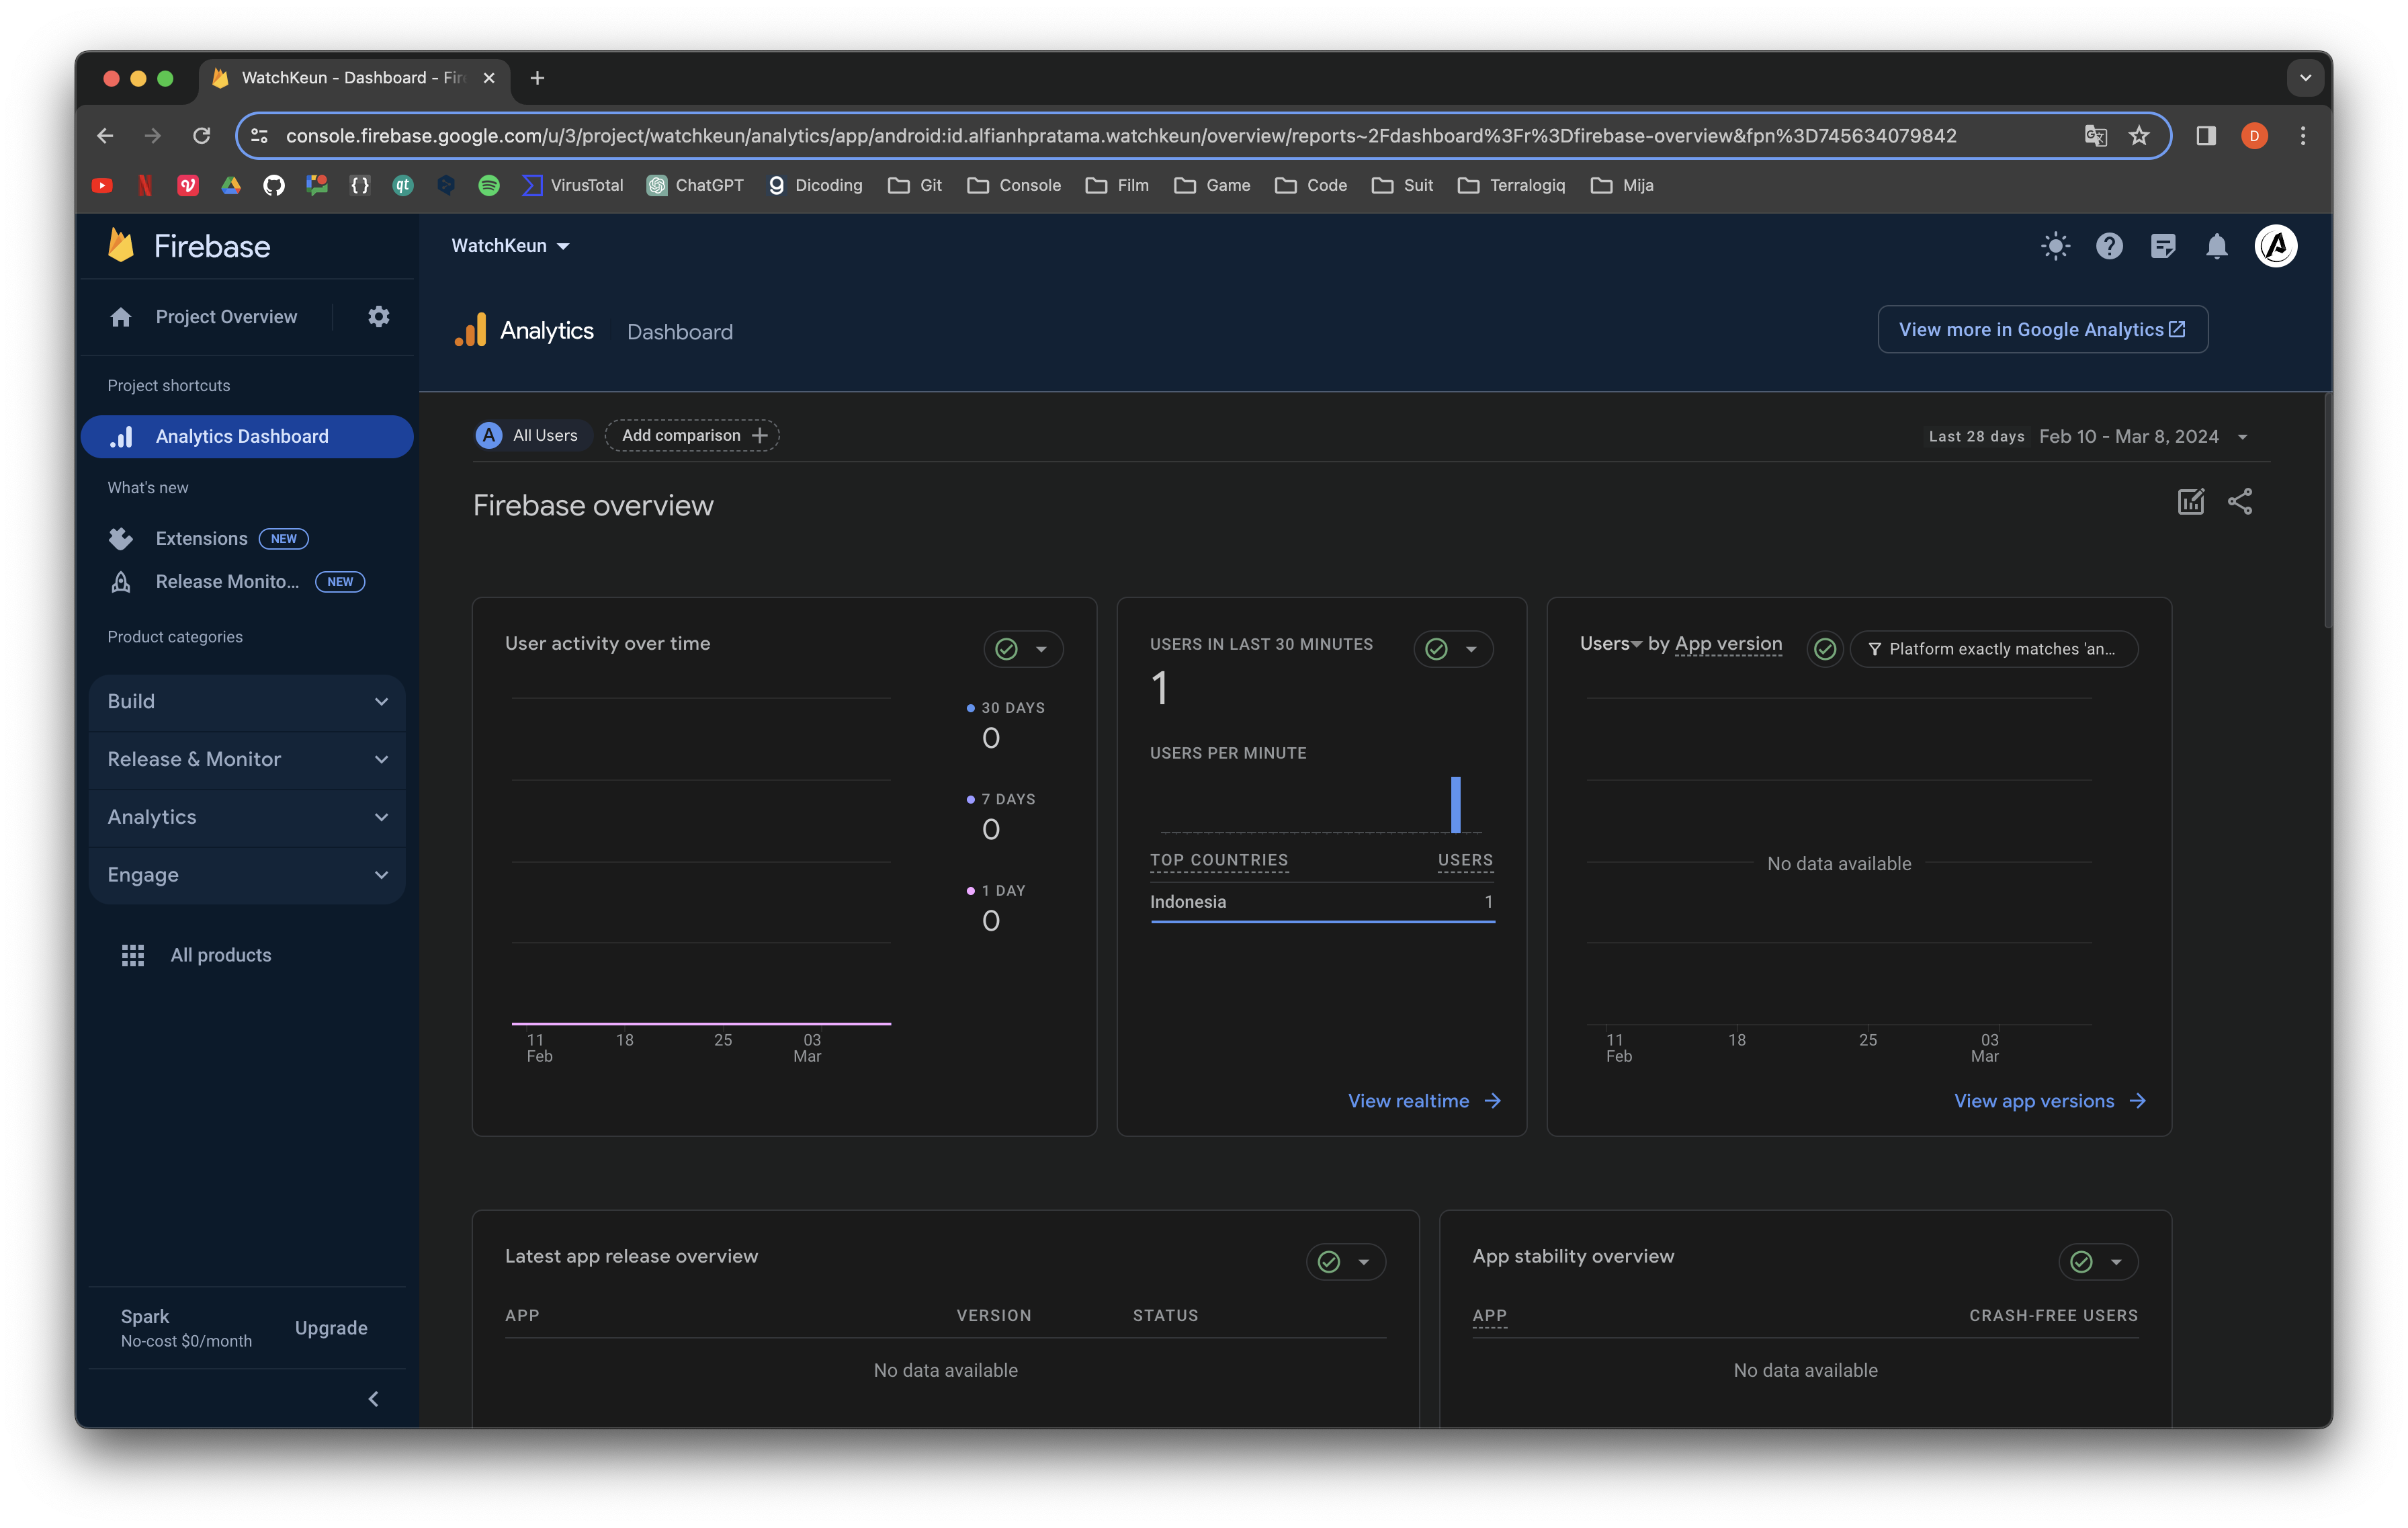 WatchKeun - Dashboard - Fire
console.firebase.google.com/u/3/project/watchkeun/analytics/app/android:id.alfianhpratama.watchkeun/overview/reports~2Fdashboard%3Fr%3Dfirebase-overview&fpn%3D745634079842
D
{ } qt VirusTotal ChatGPT Dicoding Git Console Film Game Code Suit Terralogiq Mija
Firebase
Project Overview
Project shortcuts
Analytics Dashboard
What's new
Extensions NEW
Release Monito... NEW
Product categories
Build
Release & Monitor
Analytics
Engage
All products
Spark
No-cost $0/month
Upgrade
WatchKeun
Analytics Dashboard
View more in Google Analytics
A All Users Add comparison
Last 28 days Feb 10 - Mar 8, 2024
Firebase overview
User activity over time
30 DAYS
0
7 DAYS
0
1 DAY
0
11 18 25 03
Feb Mar
USERS IN LAST 30 MINUTES
1
USERS PER MINUTE
TOP COUNTRIES USERS
Indonesia 1
View realtime
Users by App version
Platform exactly matches 'an...
No data available
11 18 25 03
Feb Mar
View app versions
Latest app release overview
APP VERSION STATUS
No data available
App stability overview
APP CRASH-FREE USERS
No data available